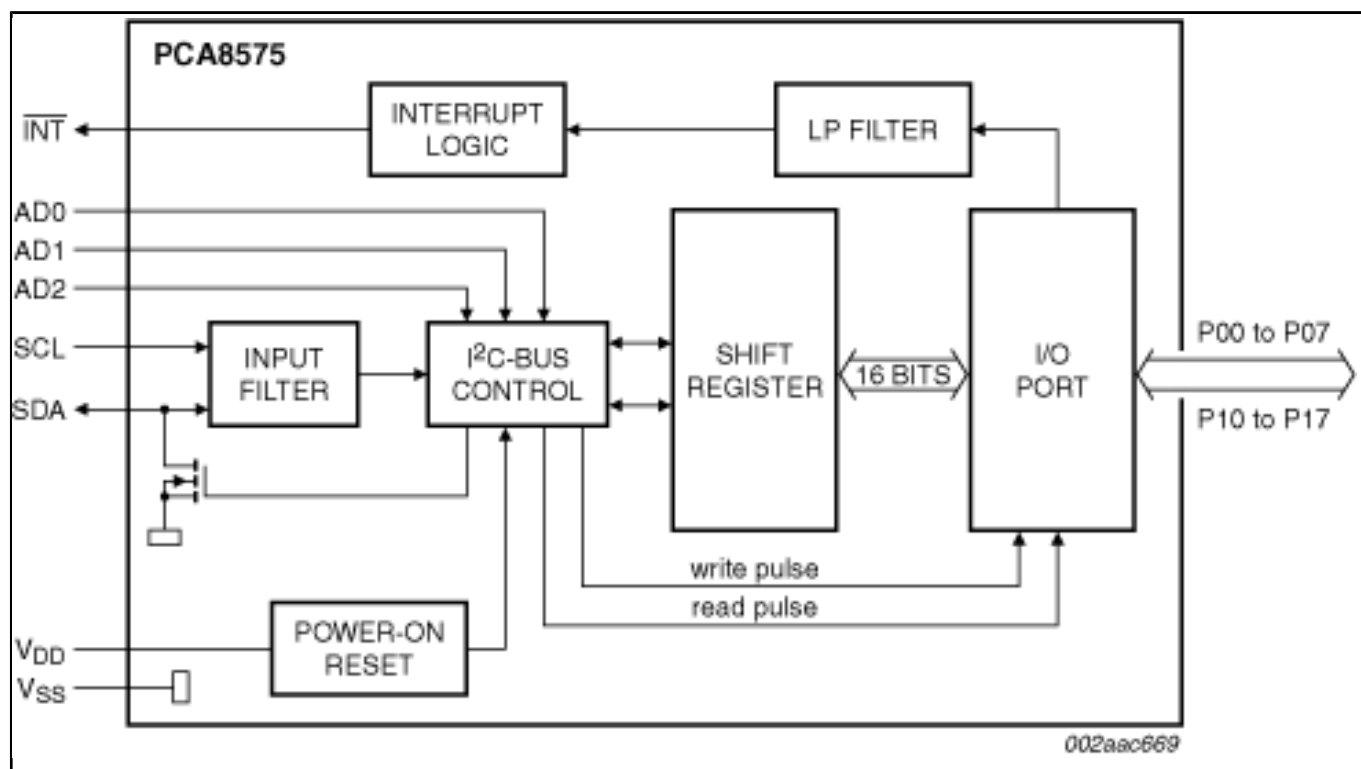 PCA8575
INT
INTERRUPT
LOGIC
LP FILTER
AD0
AD1
AD2
SCL
SDA
INPUT
FILTER
I²C-BUS
CONTROL
SHIFT
REGISTER
16 BITS
I/O
PORT
P00 to P07
P10 to P17
write pulse
read pulse
POWER-ON
RESET
VDD
VSS
002aac669